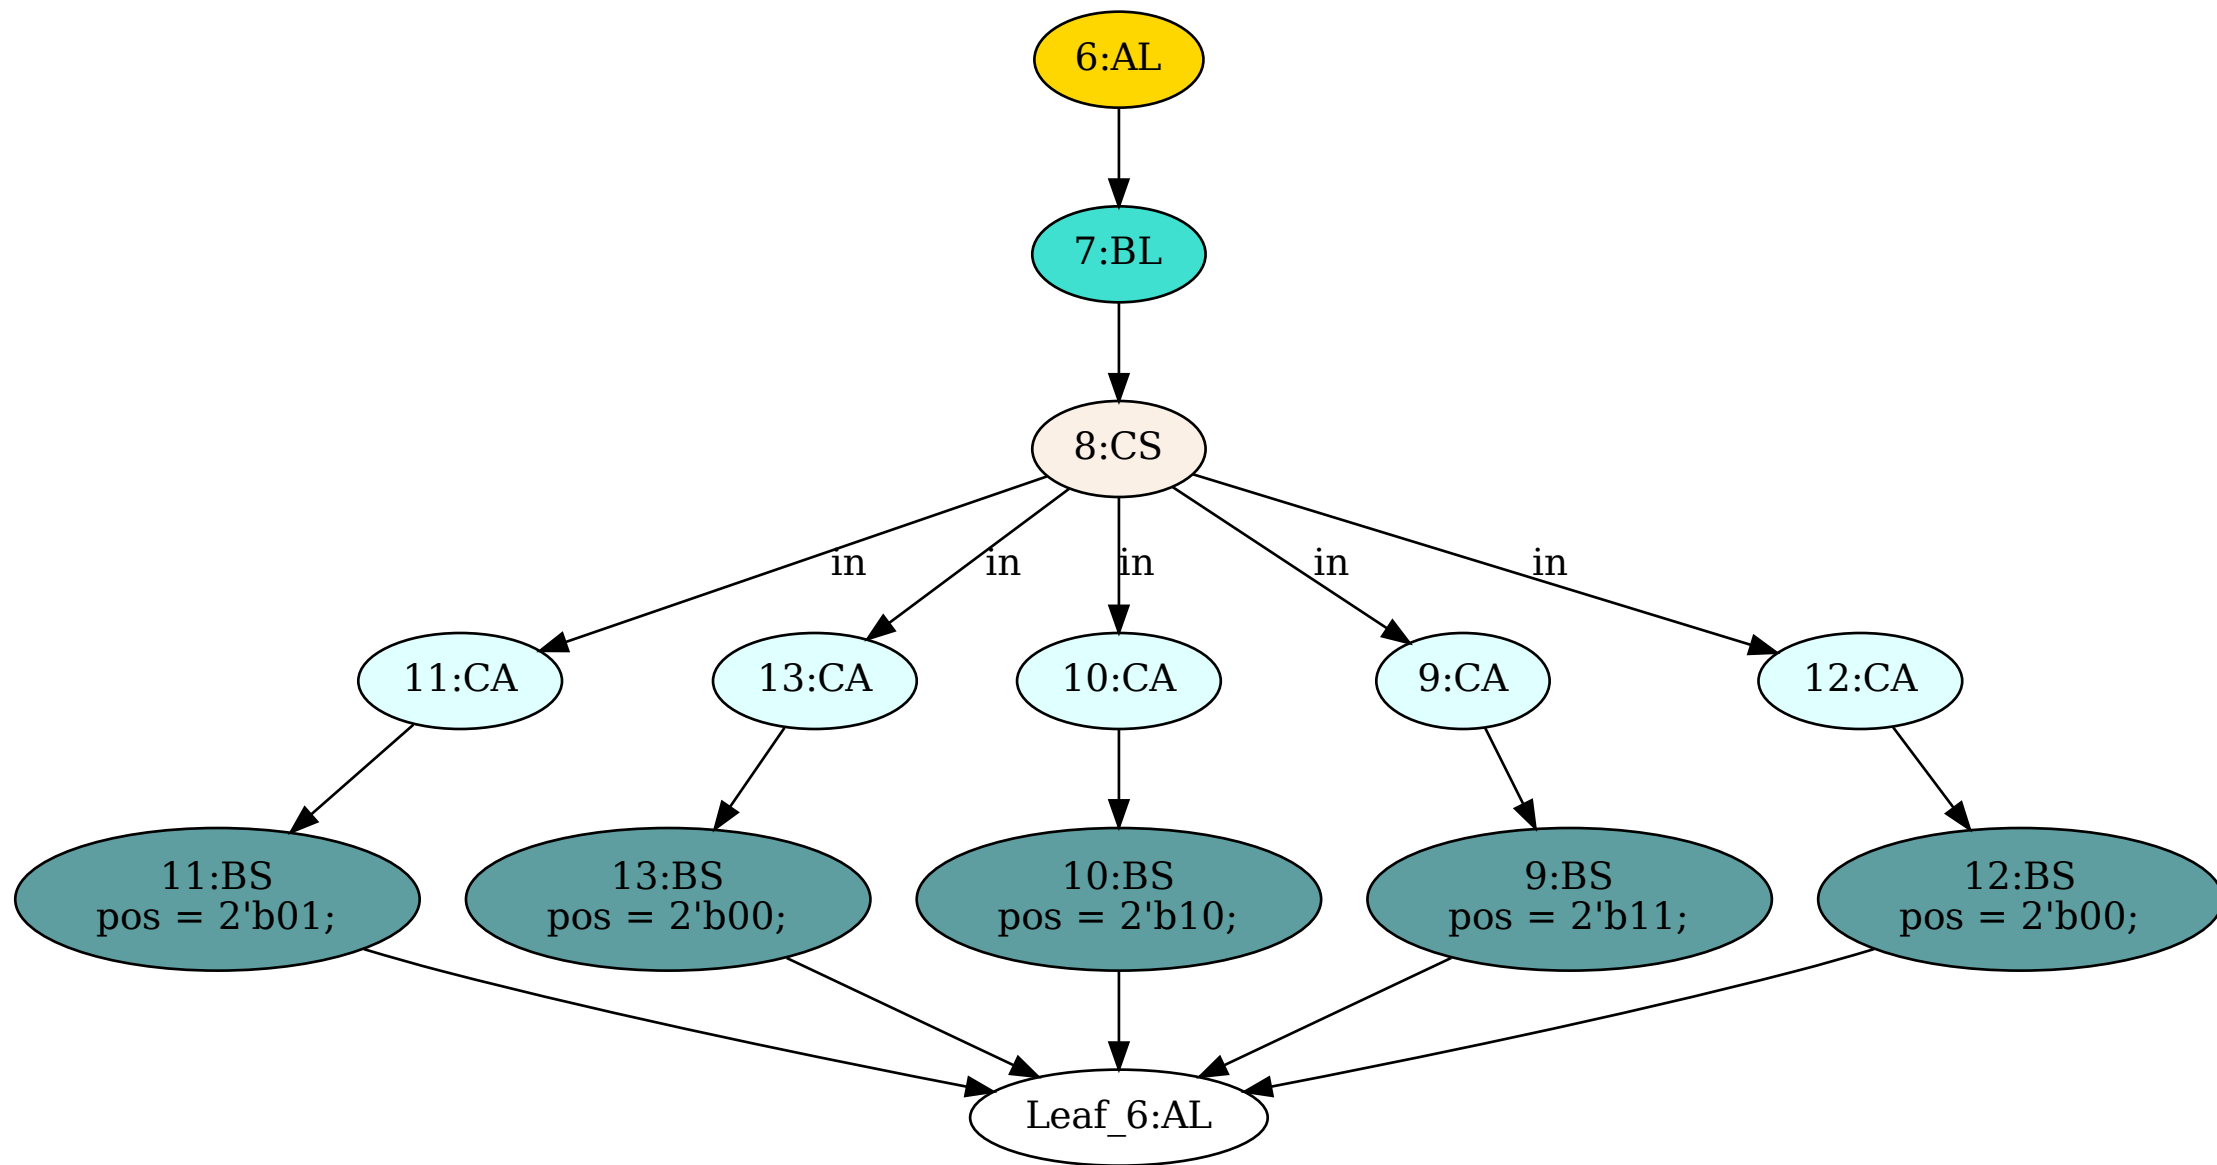 6:AL
7:BL
8:CS
in
in
in
in
in
11:CA
13:CA
10:CA
9:CA
12:CA
11:BS
pos = 2'b01;
13:BS
pos = 2'b00;
10:BS
pos = 2'b10;
9:BS
pos = 2'b11;
12:BS
pos = 2'b00;
Leaf_6:AL